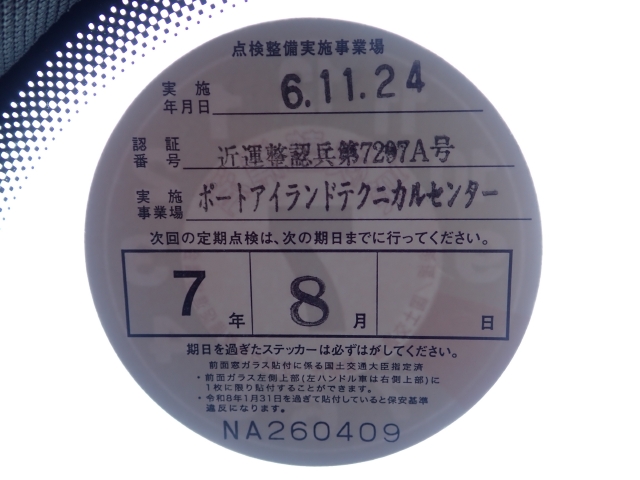 点検整備実施事業場
実施年月日 6.11.24
認証番号 近運整認兵第7297A号
実施事業場 ポートアイランドテクニカルセンター
次回の定期点検は、次の期日までに行ってください。
7年 8月 日
期日を過ぎたステッカーは必ずはがしてください。
前面窓ガラス貼付に係る国土交通大臣指定済
・前面ガラス左側上部(左ハンドル車は右側上部)に
1枚に限り貼付することができます。
・令和8年1月31日を過ぎて貼付していると保安基準
違反になります。
NA260409